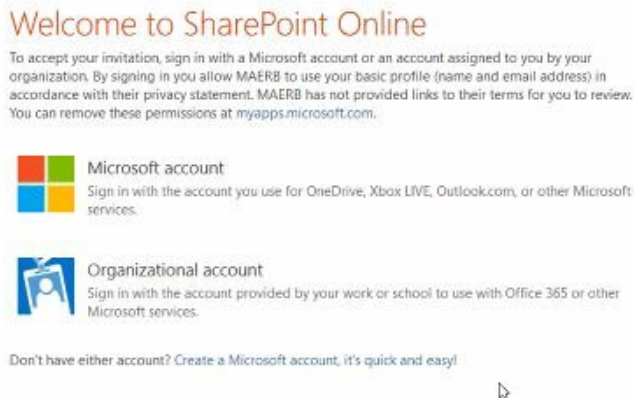 Welcome to SharePoint Online
To accept your invitation, sign in with a Microsoft account or an account assigned to you by your
organization. By signing in you allow MAERB to use your basic profile (name and email address) in
accordance with their privacy statement. MAERB has not provided links to their terms for you to review.
You can remove these permissions at myapps.microsoft.com.
Microsoft account
Sign in with the account you use for OneDrive, Xbox LIVE, Outlook.com, or other Microsoft
services.
Organizational account
Sign in with the account provided by your work or school to use with Office 365 or other
Microsoft services.
Don't have either account? Create a Microsoft account, it's quick and easy!